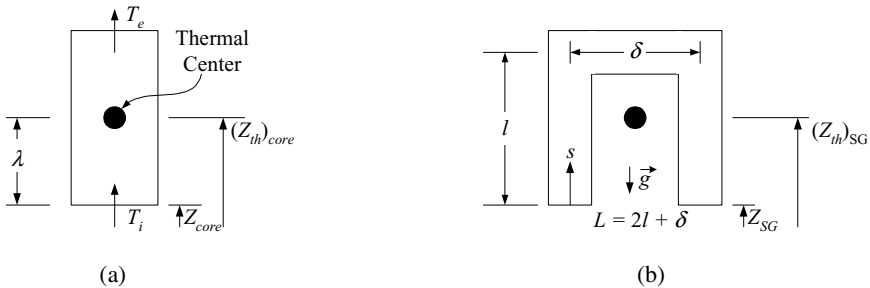 T_e
Thermal
Center
λ
(Z_th)_core
T_i
Z_core
(a)
δ
l
s
g
(Z_th)_SG
L = 2l + δ
Z_SG
(b)